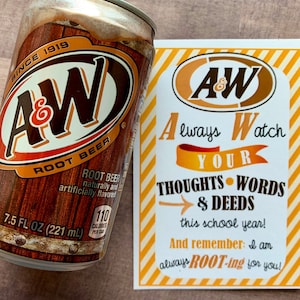 SINCE 1919
A&W
ROOT BEER
ROOT BEER
naturally and
artificially flavored
7.5 FL OZ (221 mL)
110
CALORIES
A&W
Always Watch
YOUR
THOUGHTS • WORDS
& DEEDS
this school year!
And remember: I am
always ROOT-ing for you!